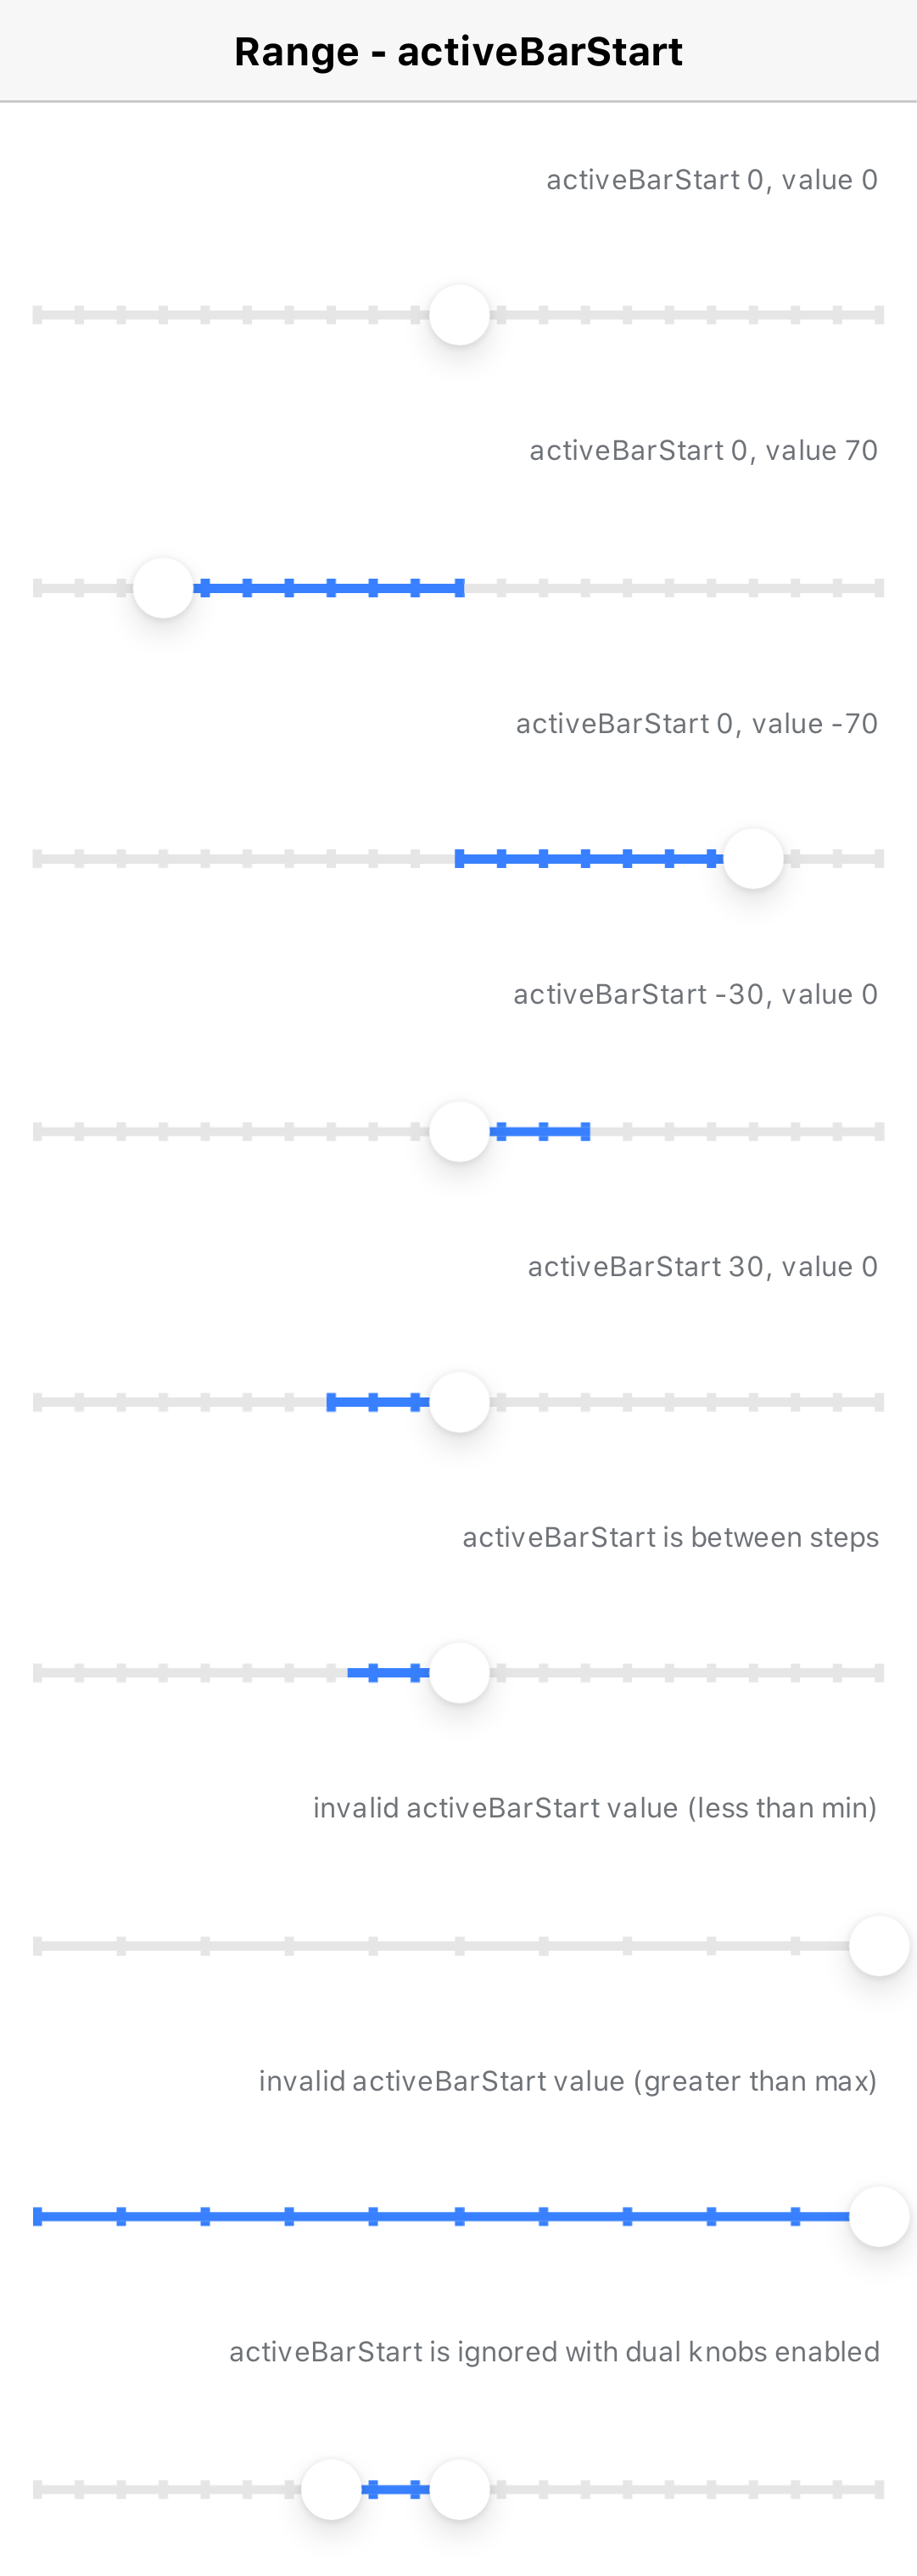 Range - activeBarStart
activeBarStart 0, value 0
activeBarStart 0, value 70
activeBarStart 0, value -70
activeBarStart -30, value 0
activeBarStart 30, value 0
activeBarStart is between steps
invalid activeBarStart value (less than min)
invalid activeBarStart value (greater than max)
activeBarStart is ignored with dual knobs enabled